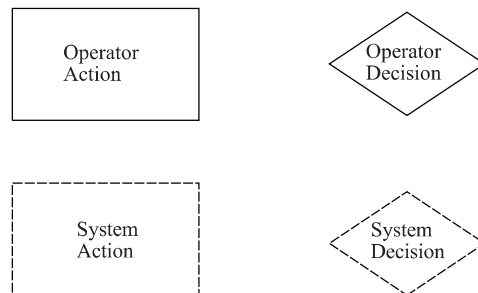 Operator
Action
Operator
Decision
System
Action
System
Decision